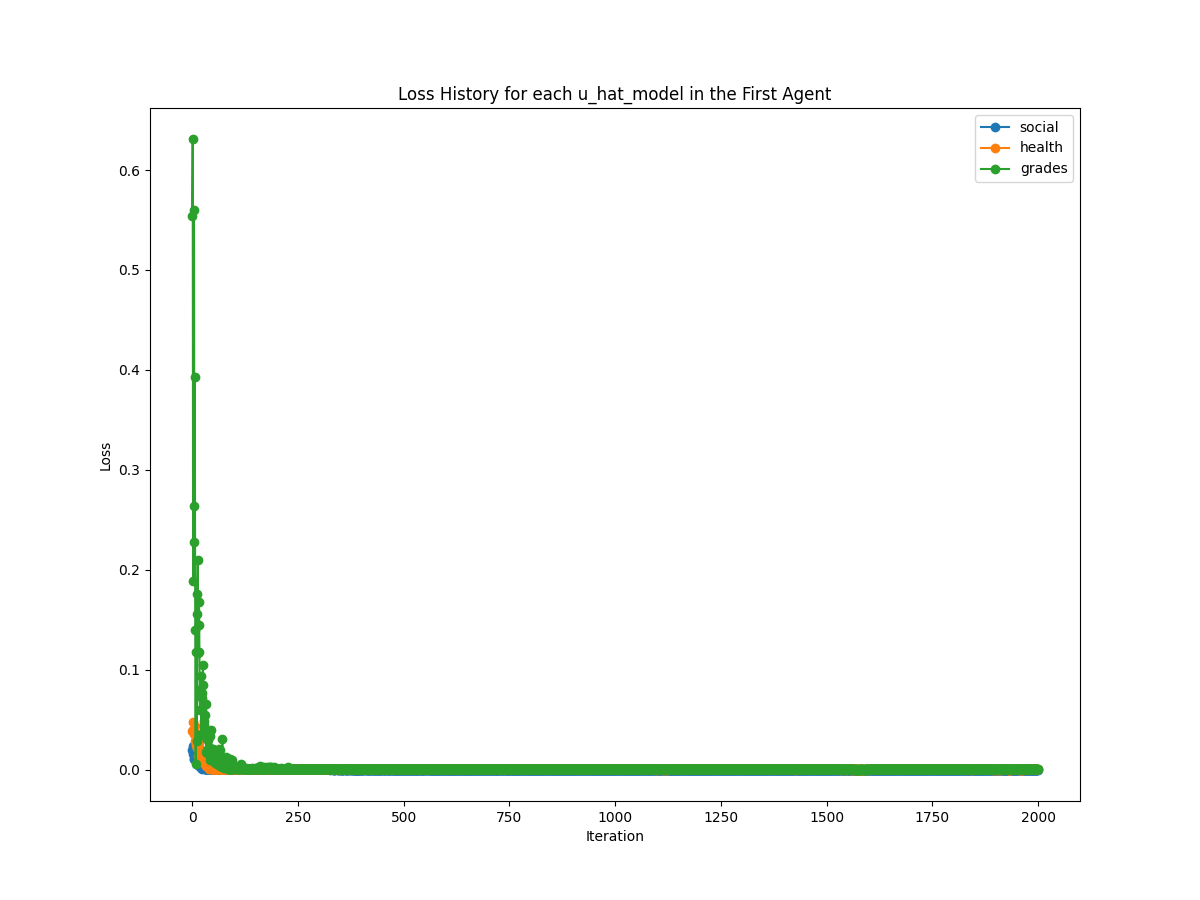 Loss History for each u_hat_model in the First Agent
social
health
grades
Loss
0.6
0.5
0.4
0.3
0.2
0.1
0.0
0 250 500 750 1000 1250 1500 1750 2000
Iteration